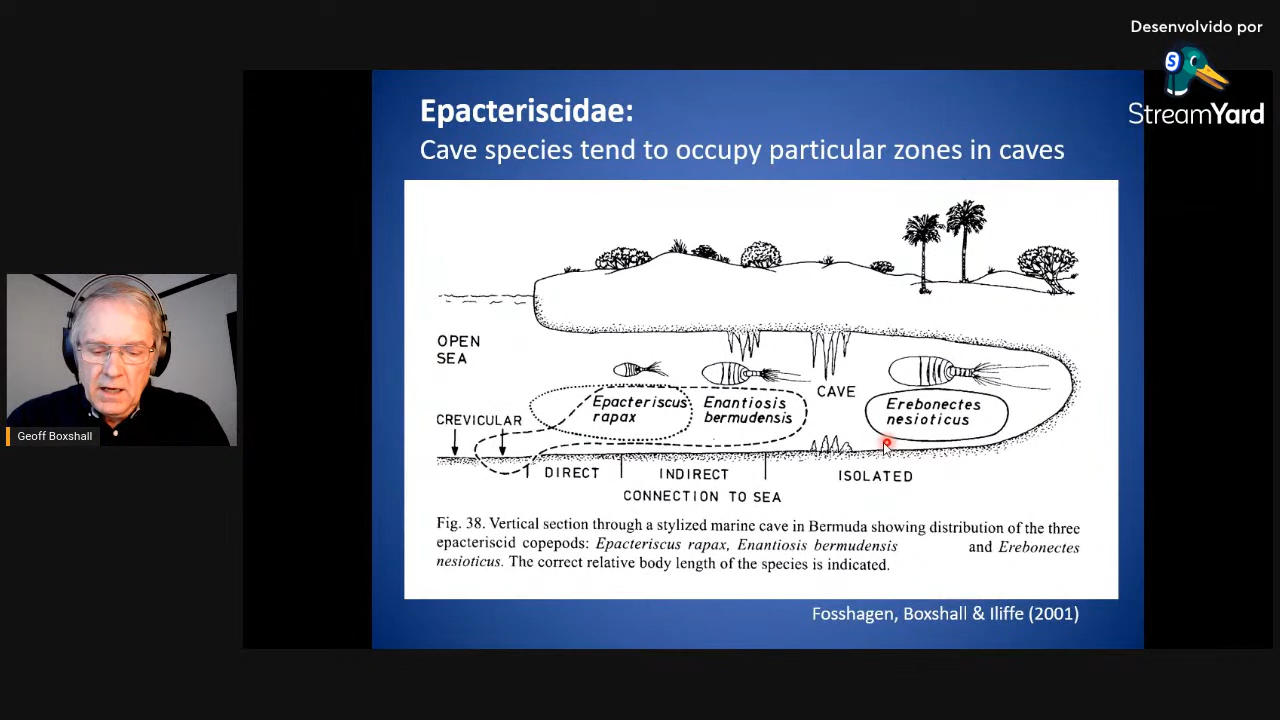 Desenvolvido por
StreamYard
Epacteriscidae:
Cave species tend to occupy particular zones in caves
OPEN
SEA
CAVE
Epacteriscus
rapax
Enantiosis
bermudensis
Erebonectes
nesioticus
CREVICULAR
DIRECT
INDIRECT
ISOLATED
CONNECTION TO SEA
Fig. 38. Vertical section through a stylized marine cave in Bermuda showing distribution of the three
epacteriscid copepods: Epacteriscus rapax, Enantiosis bermudensis and Erebonectes
nesioticus. The correct relative body length of the species is indicated.
Fosshagen, Boxshall & Iliffe (2001)
Geoff Boxshall